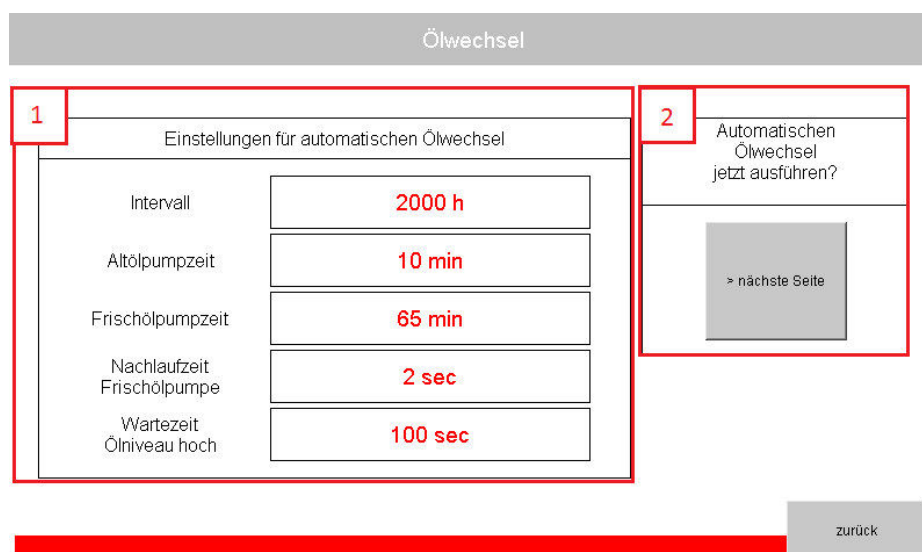 Ölwechsel
1
Einstellungen für automatischen Ölwechsel
Intervall
2000 h
Altölpumpzeit
10 min
Frischölpumpzeit
65 min
Nachlaufzeit
Frischölpumpe
2 sec
Wartezeit
Ölniveau hoch
100 sec
2
Automatischen
Ölwechsel
jetzt ausführen?
> nächste Seite
zurück